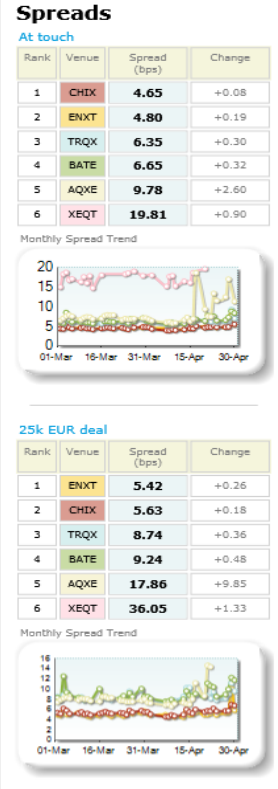 Spreads
At touch
Rank Venue Spread (bps) Change
1 CHIX 4.65 +0.08
2 ENXT 4.80 +0.19
3 TRQX 6.35 +0.30
4 BATE 6.65 +0.32
5 AQXE 9.78 +2.60
6 XEQT 19.81 +0.90
Monthly Spread Trend
20
15
10
5
0
01-Mar 16-Mar 31-Mar 15-Apr 30-Apr
25k EUR deal
Rank Venue Spread (bps) Change
1 ENXT 5.42 +0.26
2 CHIX 5.63 +0.18
3 TRQX 8.74 +0.36
4 BATE 9.24 +0.48
5 AQXE 17.86 +9.85
6 XEQT 36.05 +1.33
Monthly Spread Trend
16
14
12
10
8
6
4
2
0
01-Mar 16-Mar 31-Mar 15-Apr 30-Apr